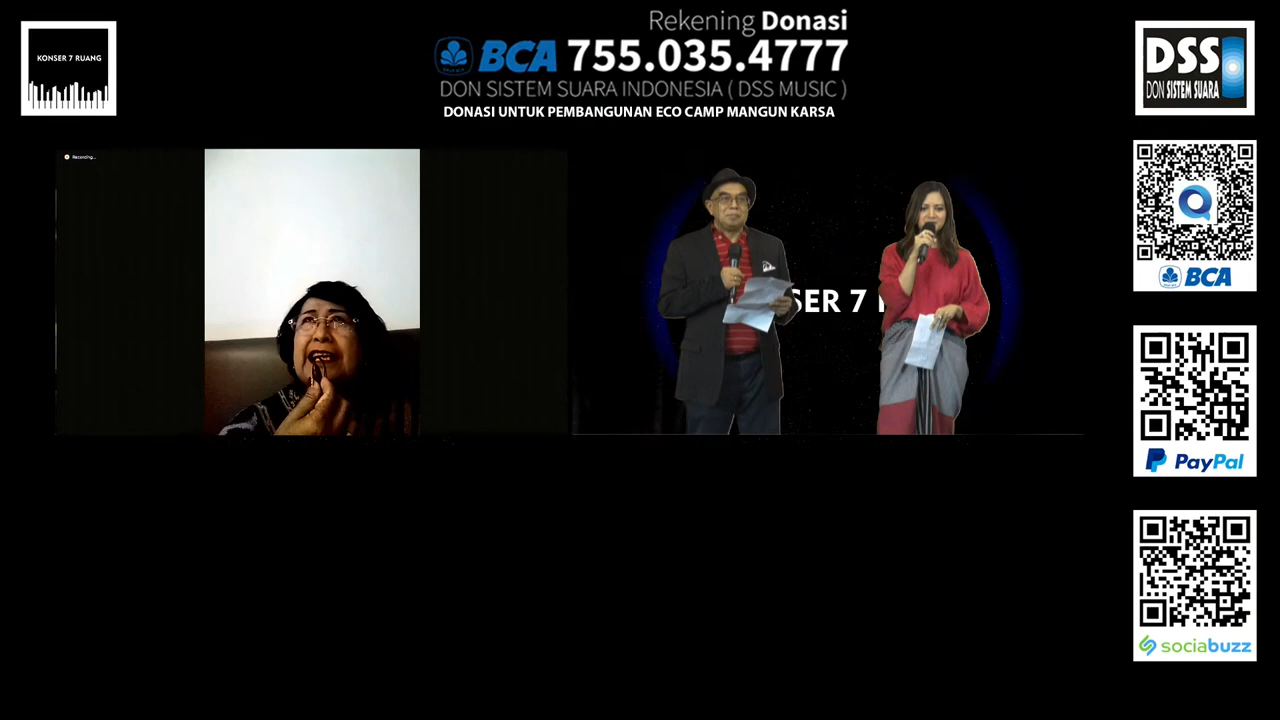 KONSER 7 RUANG
Rekening Donasi
BCA 755.035.4777
DON SISTEM SUARA INDONESIA ( DSS MUSIC )
DONASI UNTUK PEMBANGUNAN ECO CAMP MANGUN KARSA
DSS
DON SISTEM SUARA
Recording...
SER 7
BCA
PayPal
sociabuzz